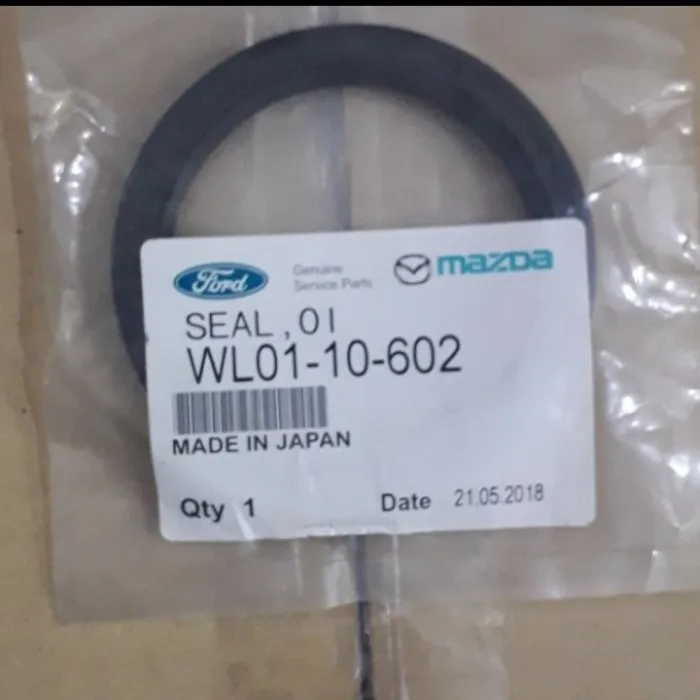 Ford
Genuine
Service Parts
mazda
SEAL , OI
WL01-10-602
MADE IN JAPAN
Qty 1
Date 21.05.2018